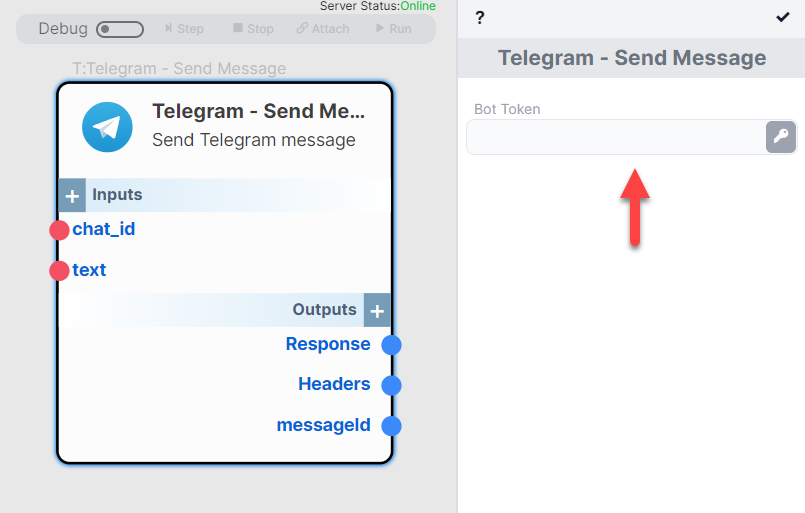 Server Status:Online
Debug Step Stop Attach Run
T:Telegram - Send Message
Telegram - Send Me...
Send Telegram message
+ Inputs
chat_id
text
Outputs +
Response
Headers
messageId
?
Telegram - Send Message
Bot Token